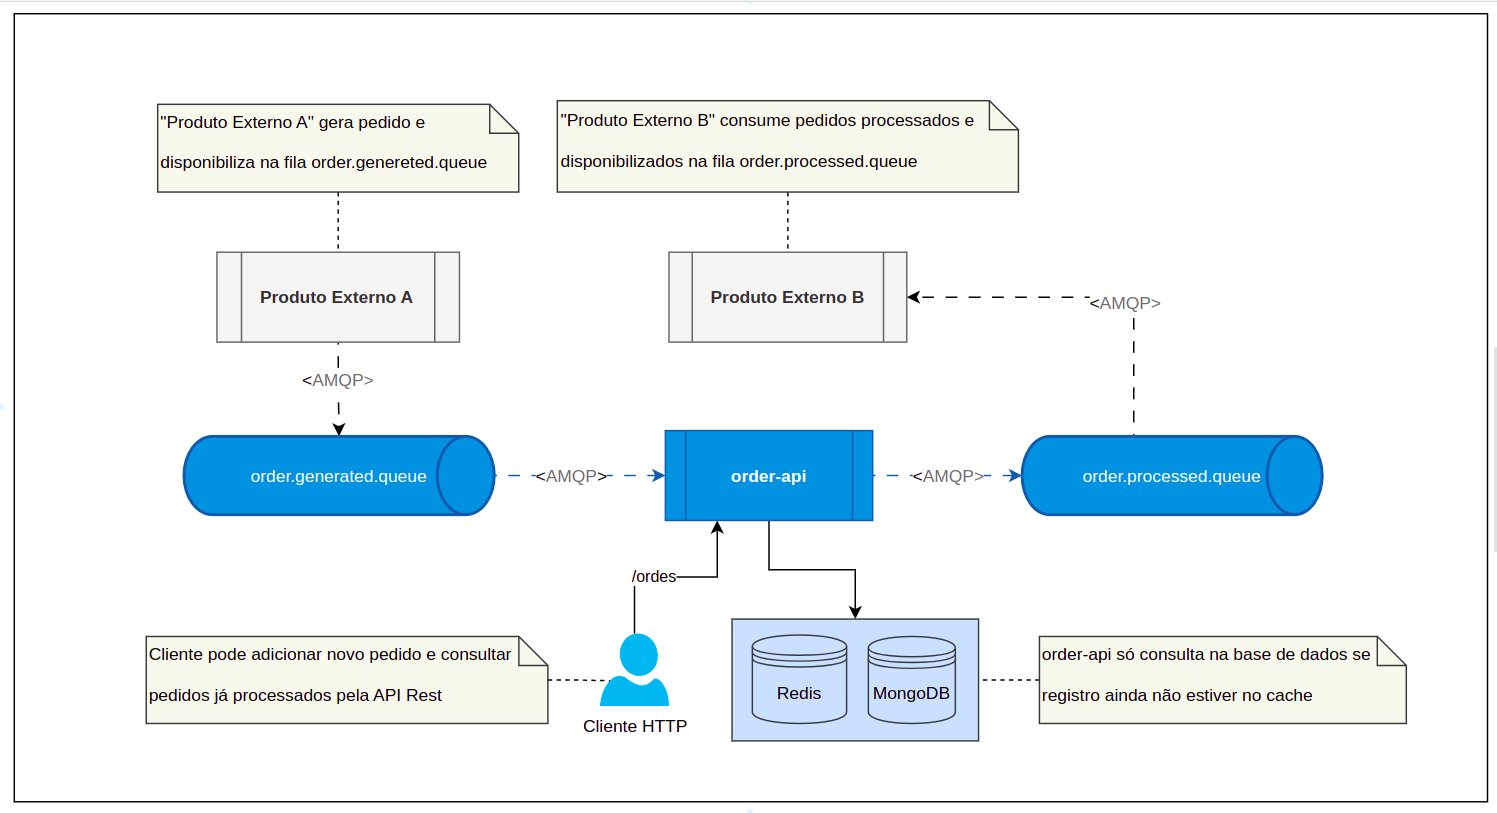 "Produto Externo A" gera pedido e
disponibiliza na fila order.genereted.queue
"Produto Externo B" consume pedidos processados e
disponibilizados na fila order.processed.queue
Produto Externo A
Produto Externo B
<AMQP>
<AMQP>
order.generated.queue
<AMQP>
order-api
<AMQP>
order.processed.queue
/ordes
Cliente pode adicionar novo pedido e consultar
pedidos já processados pela API Rest
Cliente HTTP
Redis
MongoDB
order-api só consulta na base de dados se
registro ainda não estiver no cache